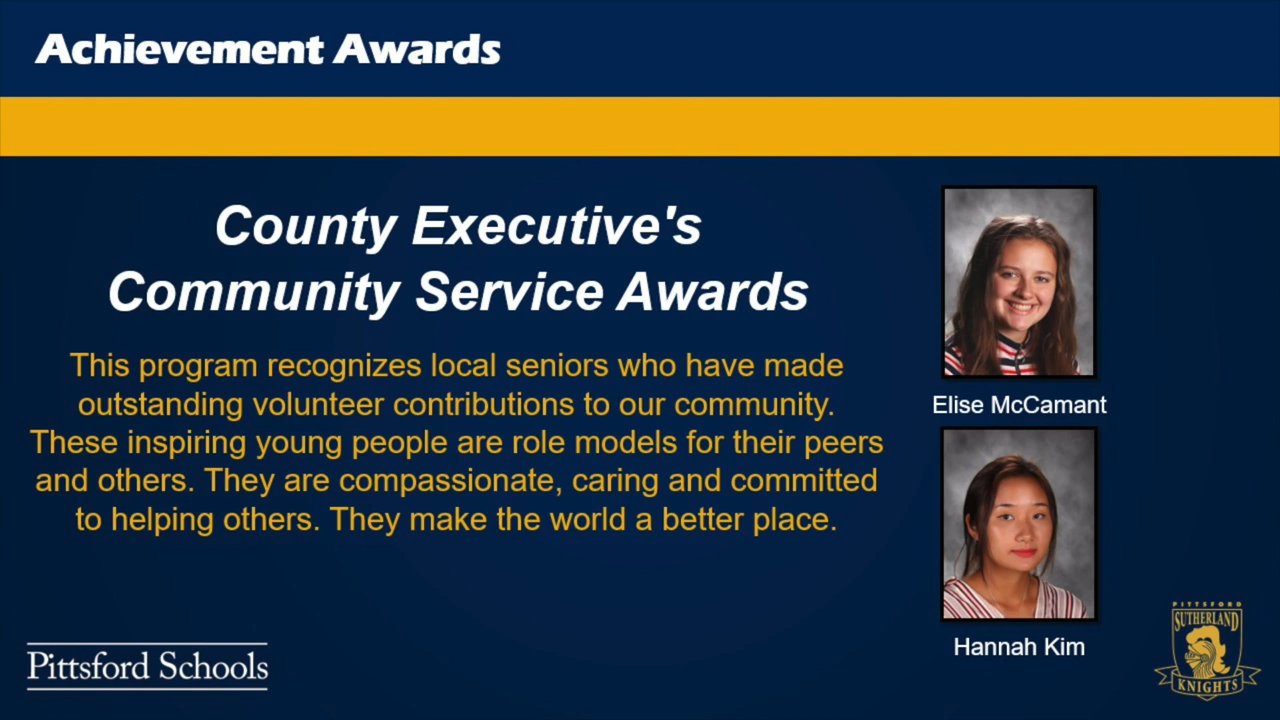 Achievement Awards
County Executive's
Community Service Awards
This program recognizes local seniors who have made
outstanding volunteer contributions to our community.
These inspiring young people are role models for their peers
and others. They are compassionate, caring and committed
to helping others. They make the world a better place.
Elise McCamant
Hannah Kim
Pittsford Schools
PITTSFORD
SUTHERLAND
KNIGHTS